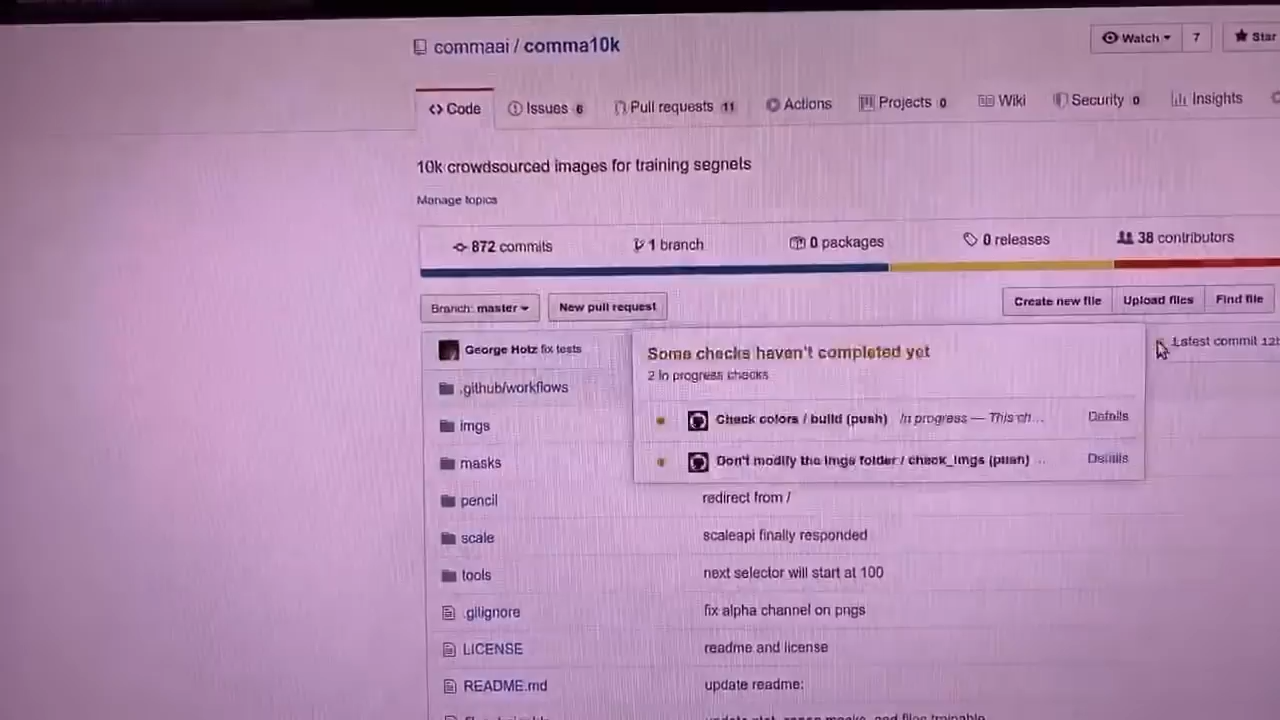 commaai / comma10k
Watch 7 Star
Code Issues 6 Pull requests 11 Actions Projects 0 Wiki Security 0 Insights
10k crowdsourced images for training segnets
Manage topics
872 commits 1 branch 0 packages 0 releases 38 contributors
Branch: master New pull request Create new file Upload files Find file
George Hotz fix tests Latest commit
Some checks haven't completed yet
2 in progress checks
.github/workflows
Check colors / build (push) In progress — This ch… Details
imgs
Don't modify the imgs folder / check_imgs (push) … Details
masks
pencil redirect from /
scale scaleapi finally responded
tools next selector will start at 100
.gitignore fix alpha channel on pngs
LICENSE readme and license
README.md update readme: